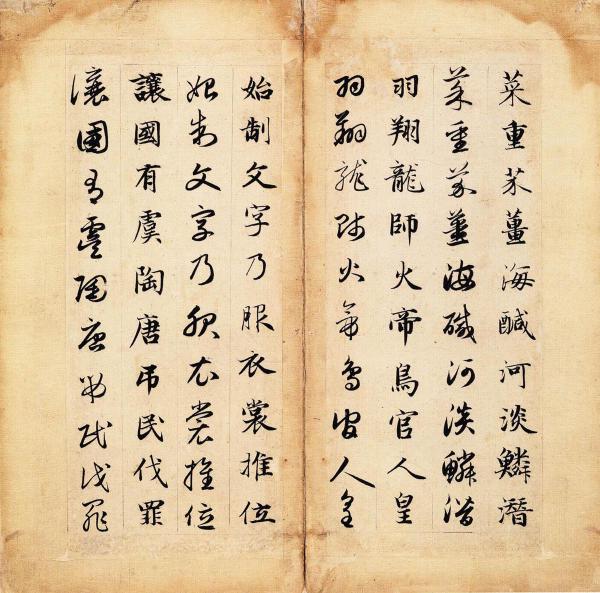 菜重芥薑海醎河淡鱗潛
菜重芥薑海醎河淡鱗潛
羽翔龍師火帝鳥官人皇
羽翔龍師火帝鳥官人皇
始制文字乃服衣裳推位
始制文字乃服衣裳推位
讓國有虞陶唐吊民伐罪
讓國有虞陶唐吊民伐罪